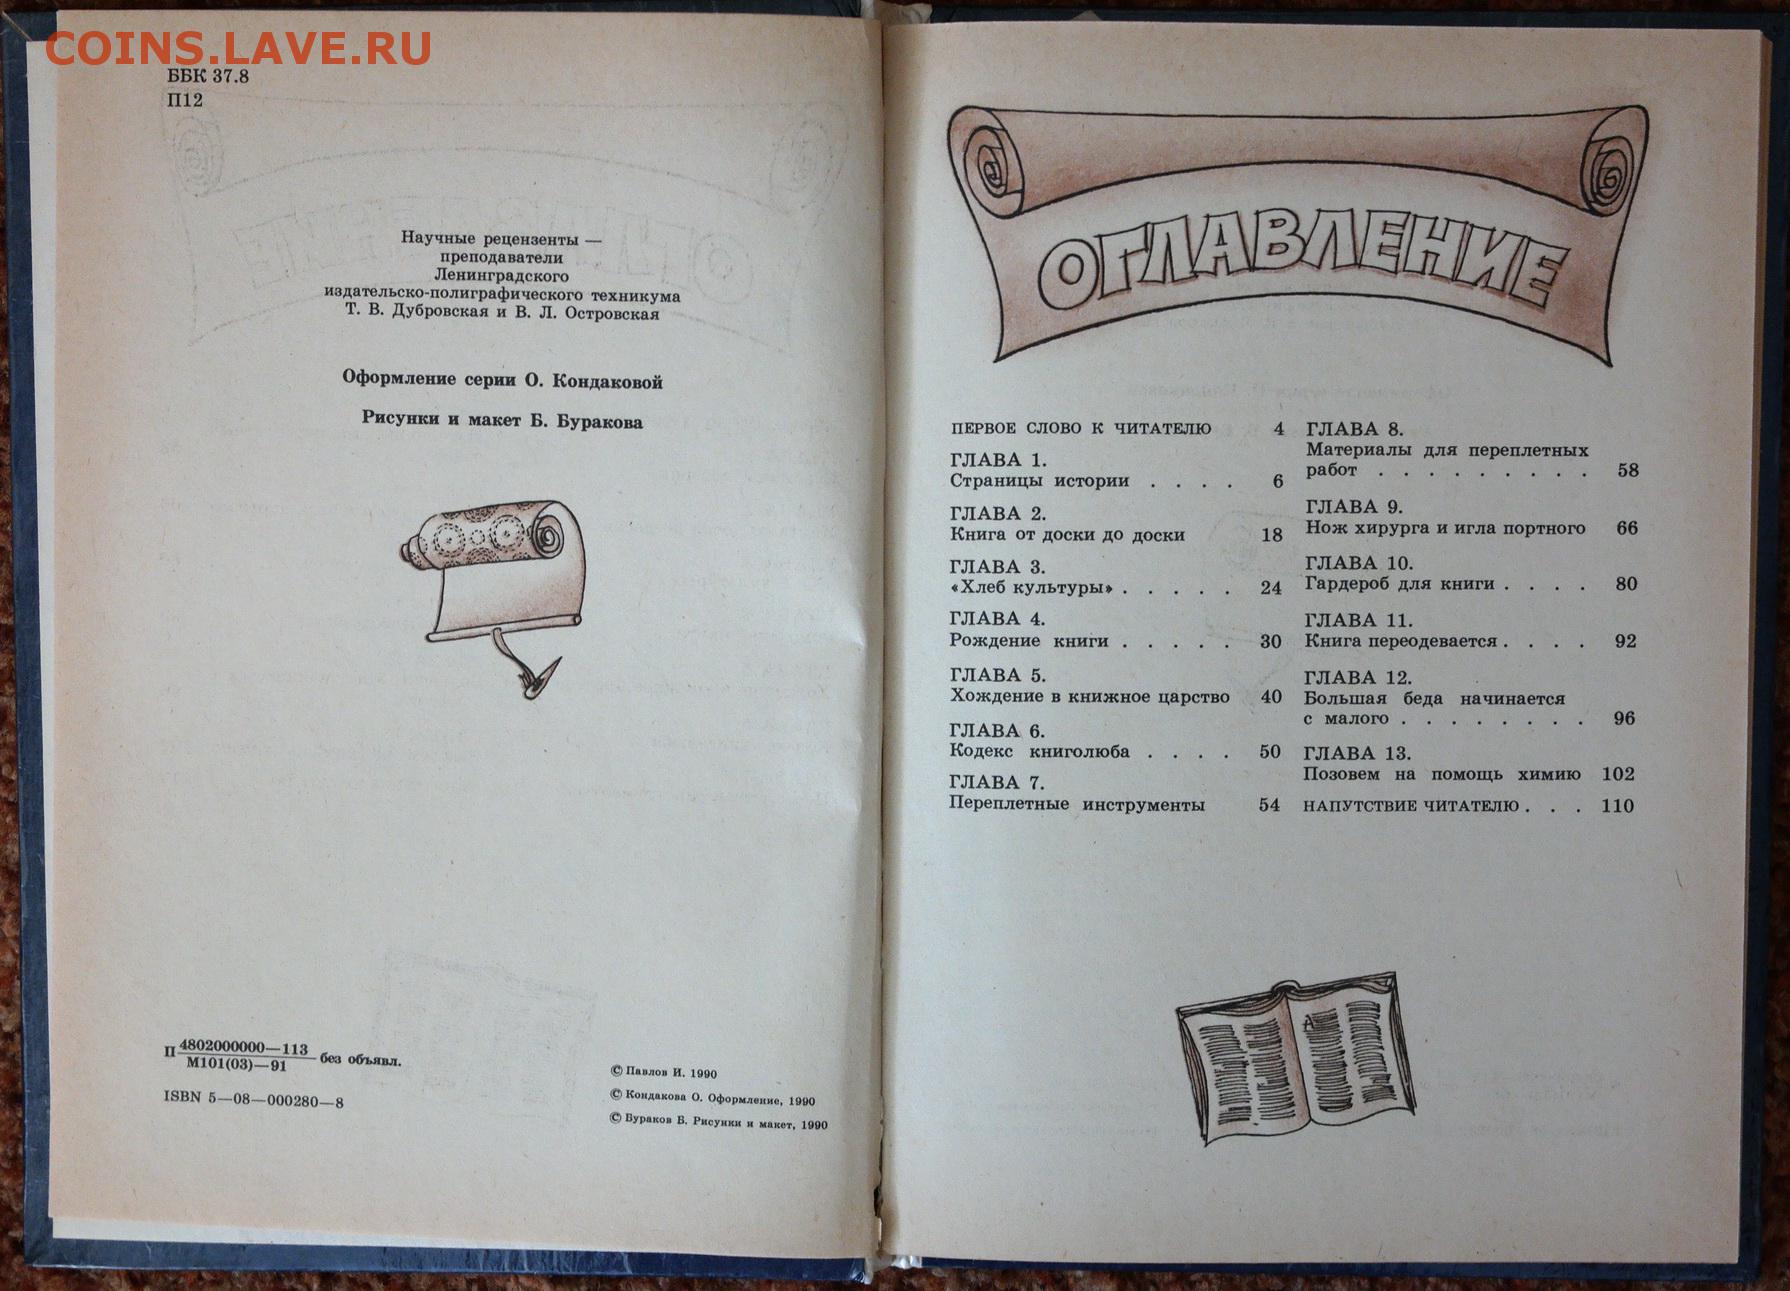 COINS.LAVE.RU
ББК 37.8
П12
Научные рецензенты —
преподаватели
Ленинградского
издательско-полиграфического техникума
Т. В. Дубровская и В. Л. Островская
Оформление серии О. Кондаковой
Рисунки и макет Б. Буракова
П 4802000000—113
М101(03)—91 без объявл.
ISBN 5—08—000280—8
© Павлов И. 1990
© Кондакова О. Оформление, 1990
© Бураков Б. Рисунки и макет, 1990
ОГЛАВЛЕНИЕ
ПЕРВОЕ СЛОВО К ЧИТАТЕЛЮ 4
ГЛАВА 1.
Страницы истории . . . . 6
ГЛАВА 2.
Книга от доски до доски 18
ГЛАВА 3.
«Хлеб культуры» . . . . . 24
ГЛАВА 4.
Рождение книги . . . . . 30
ГЛАВА 5.
Хождение в книжное царство 40
ГЛАВА 6.
Кодекс книголюба . . . . 50
ГЛАВА 7.
Переплетные инструменты 54
ГЛАВА 8.
Материалы для переплетных
работ . . . . . . . . . 58
ГЛАВА 9.
Нож хирурга и игла портного 66
ГЛАВА 10.
Гардероб для книги . . . . 80
ГЛАВА 11.
Книга переодевается . . . . 92
ГЛАВА 12.
Большая беда начинается
с малого . . . . . . . . 96
ГЛАВА 13.
Позовем на помощь химию 102
НАПУТСТВИЕ ЧИТАТЕЛЮ . . . 110